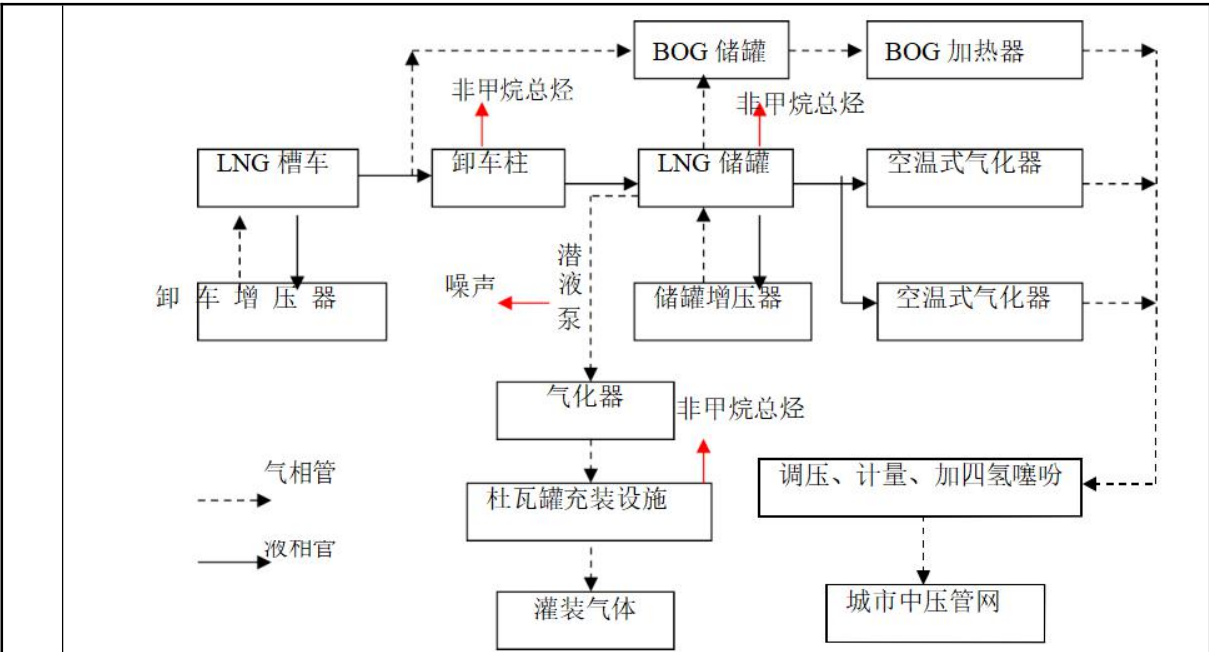 BOG 储罐
BOG 加热器
非甲烷总烃
非甲烷总烃
LNG 槽车
卸车柱
LNG 储罐
空温式气化器
潜液泵
噪声
卸车增压器
储罐增压器
空温式气化器
气化器
非甲烷总烃
气相管
杜瓦罐充装设施
调压、计量、加四氢噻吩
液相管
灌装气体
城市中压管网